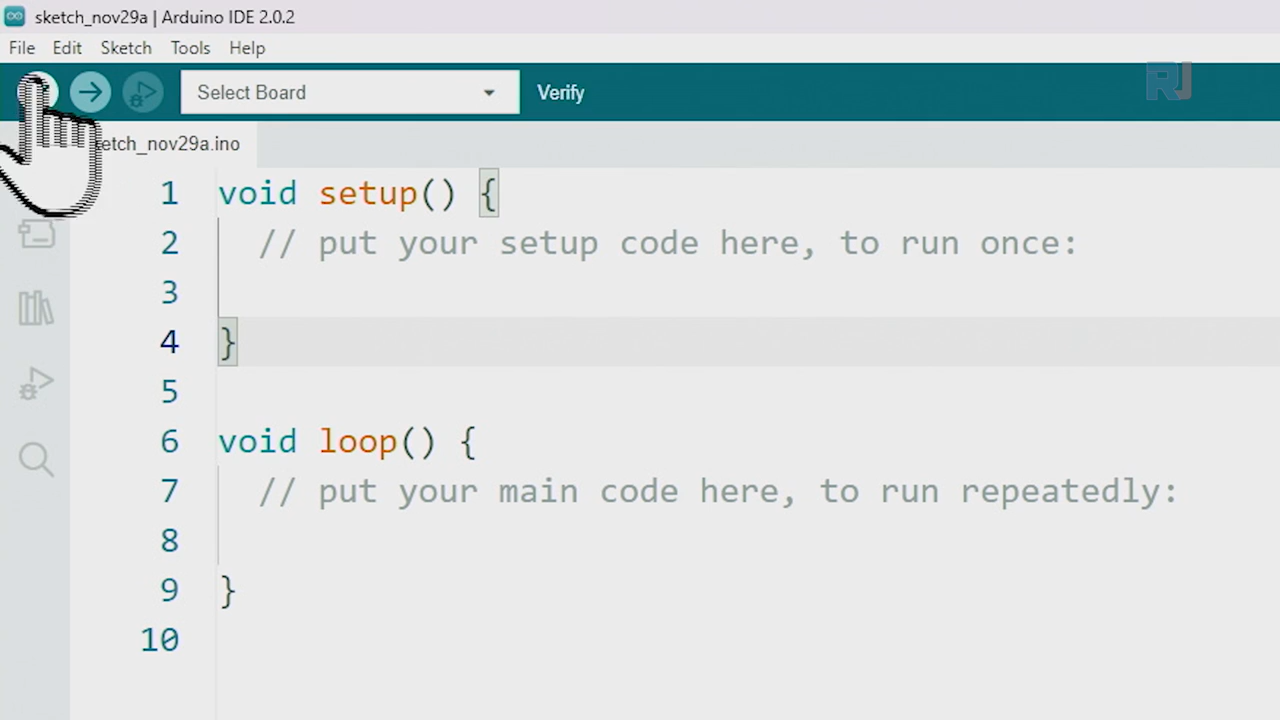 sketch_nov29a | Arduino IDE 2.0.2
File Edit Sketch Tools Help
Select Board Verify
RJ
etch_nov29a.ino
1 void setup() {
2 // put your setup code here, to run once:
3
4 }
5
6 void loop() {
7 // put your main code here, to run repeatedly:
8
9 }
10